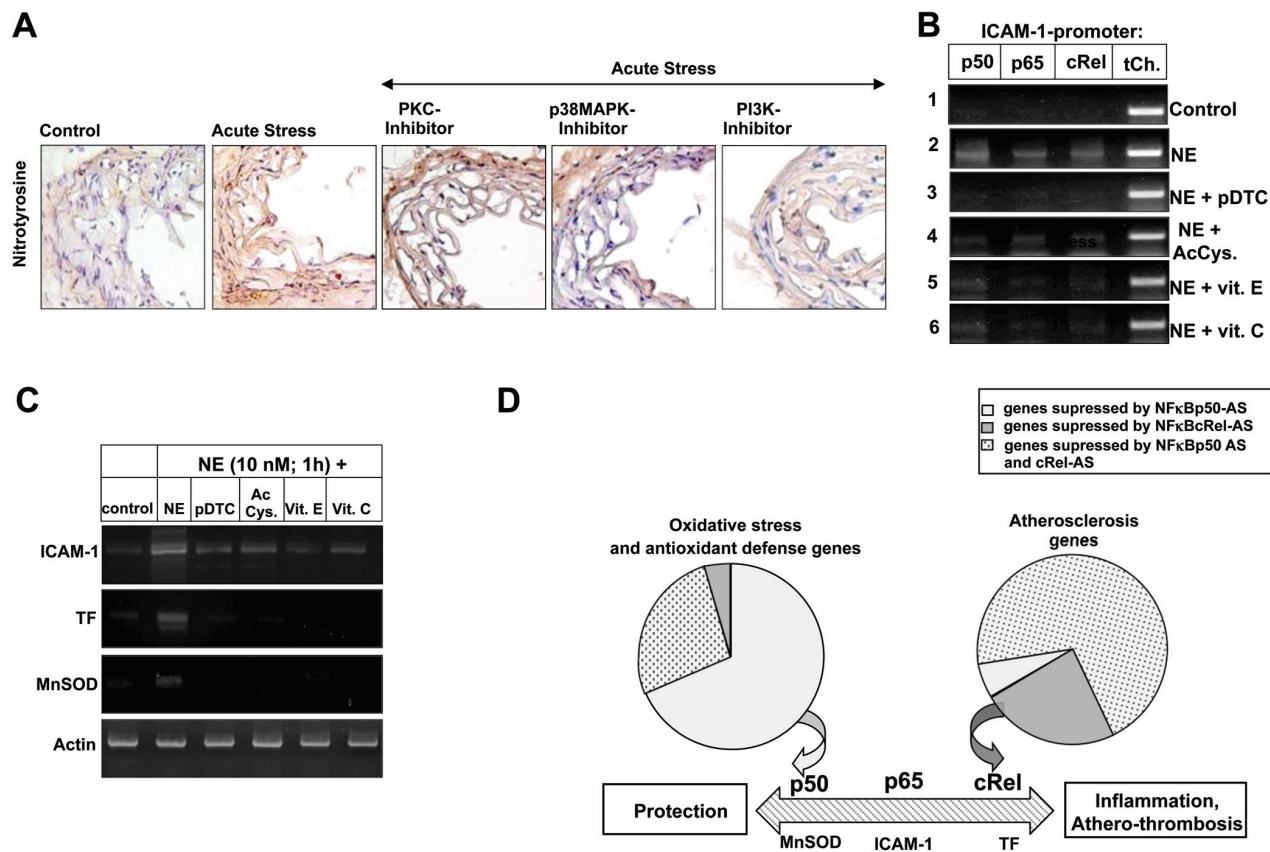 A
Acute Stress
Control
Acute Stress
PKC-
Inhibitor
p38MAPK-
Inhibitor
PI3K-
Inhibitor
Nitrotyrosine
B
ICAM-1-promoter:
p50 p65 cRel tCh.
1 Control
2 NE
3 NE + pDTC
4 NE +
AcCys.
ess
5 NE + vit. E
6 NE + vit. C
C
NE (10 nM; 1h) +
control NE pDTC Ac Cys. Vit. E Vit. C
ICAM-1
TF
MnSOD
Actin
D
genes supressed by NFκBp50-AS
genes supressed by NFκBcRel-AS
genes supressed by NFκBp50 AS
and cRel-AS
Oxidative stress
and antioxidant defense genes
Atherosclerosis
genes
p50 p65 cRel
Protection
Inflammation,
Athero-thrombosis
MnSOD ICAM-1 TF